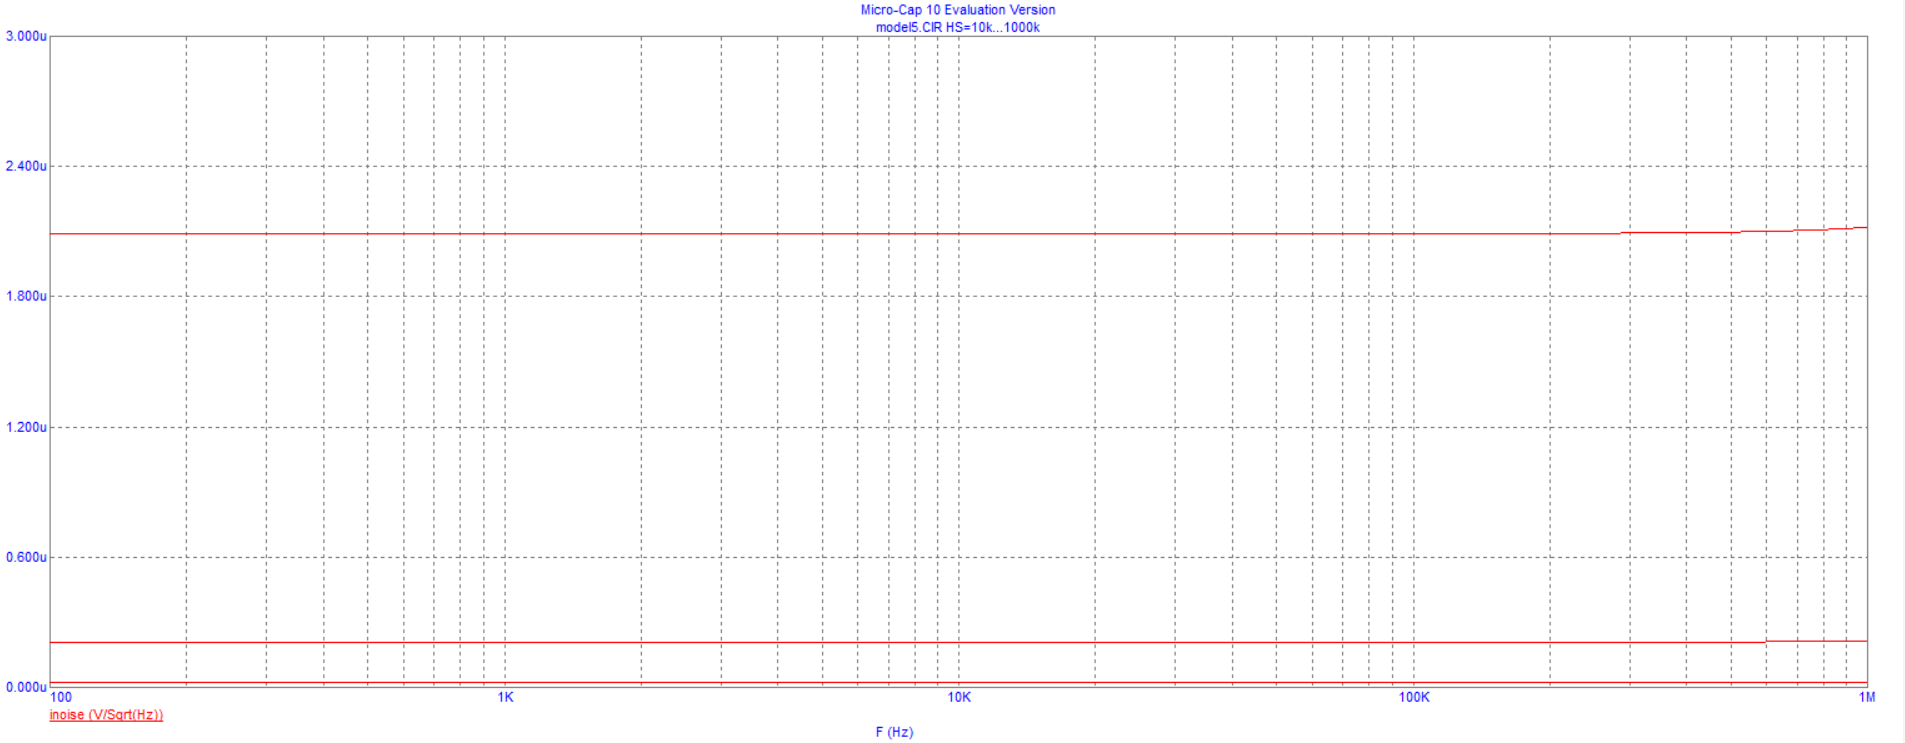 Micro-Cap 10 Evaluation Version
model5.CIR HS=10k...1000k
3.000u
2.400u
1.800u
1.200u
0.600u
0.000u
100 1K 10K 100K 1M
inoise (V/Sqrt(Hz))
F (Hz)